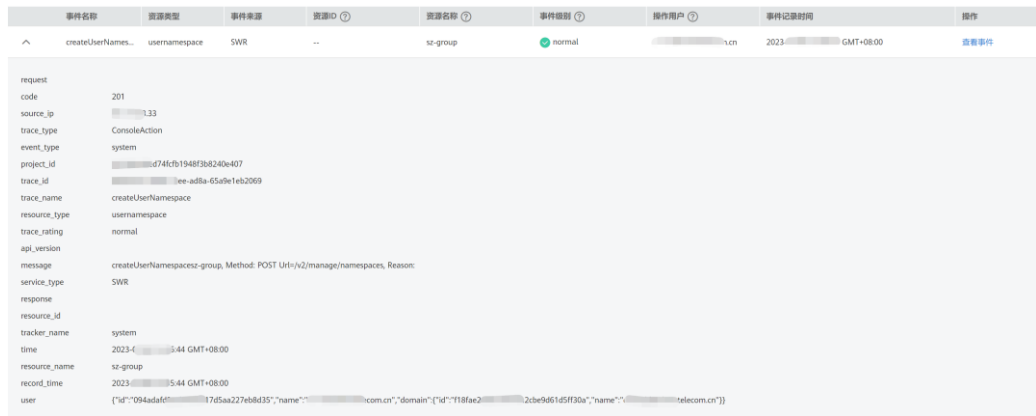 事件名称 资源类型 事件来源 资源ID ? 资源名称 ? 事件级别 ? 操作用户 ? 事件记录时间 操作
createUserNames... usernamespace SWR -- sz-group normal .cn 2023- GMT+08:00 查看事件
request
code 201
source_ip .33
trace_type ConsoleAction
event_type system
project_id d74fcfb1948f3b8240e407
trace_id ee-ad8a-65a9e1eb2069
trace_name createUserNamespace
resource_type usernamespace
trace_rating normal
api_version
message createUserNamespacesz-group, Method: POST Url=/v2/manage/namespaces, Reason:
service_type SWR
response
resource_id
tracker_name system
time 2023- 5:44 GMT+08:00
resource_name sz-group
record_time 2023- 5:44 GMT+08:00
user {"id":"094adafd 17d5aa227eb8d35","name": com.cn","domain":{"id":"f18fae2 2cbe9d61d5ff30a","name": telecom.cn"}}